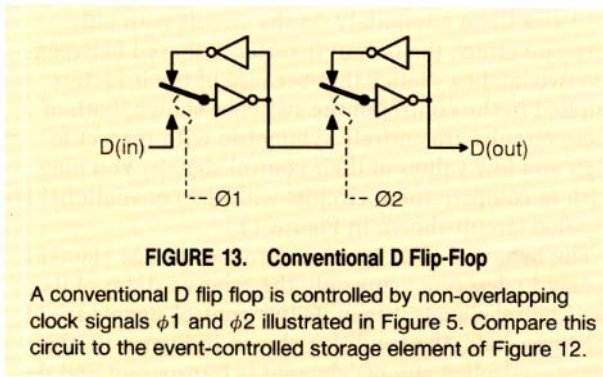 D(in)
D(out)
Ø1
Ø2
FIGURE 13. Conventional D Flip-Flop
A conventional D flip flop is controlled by non-overlapping
clock signals ϕ1 and ϕ2 illustrated in Figure 5. Compare this
circuit to the event-controlled storage element of Figure 12.